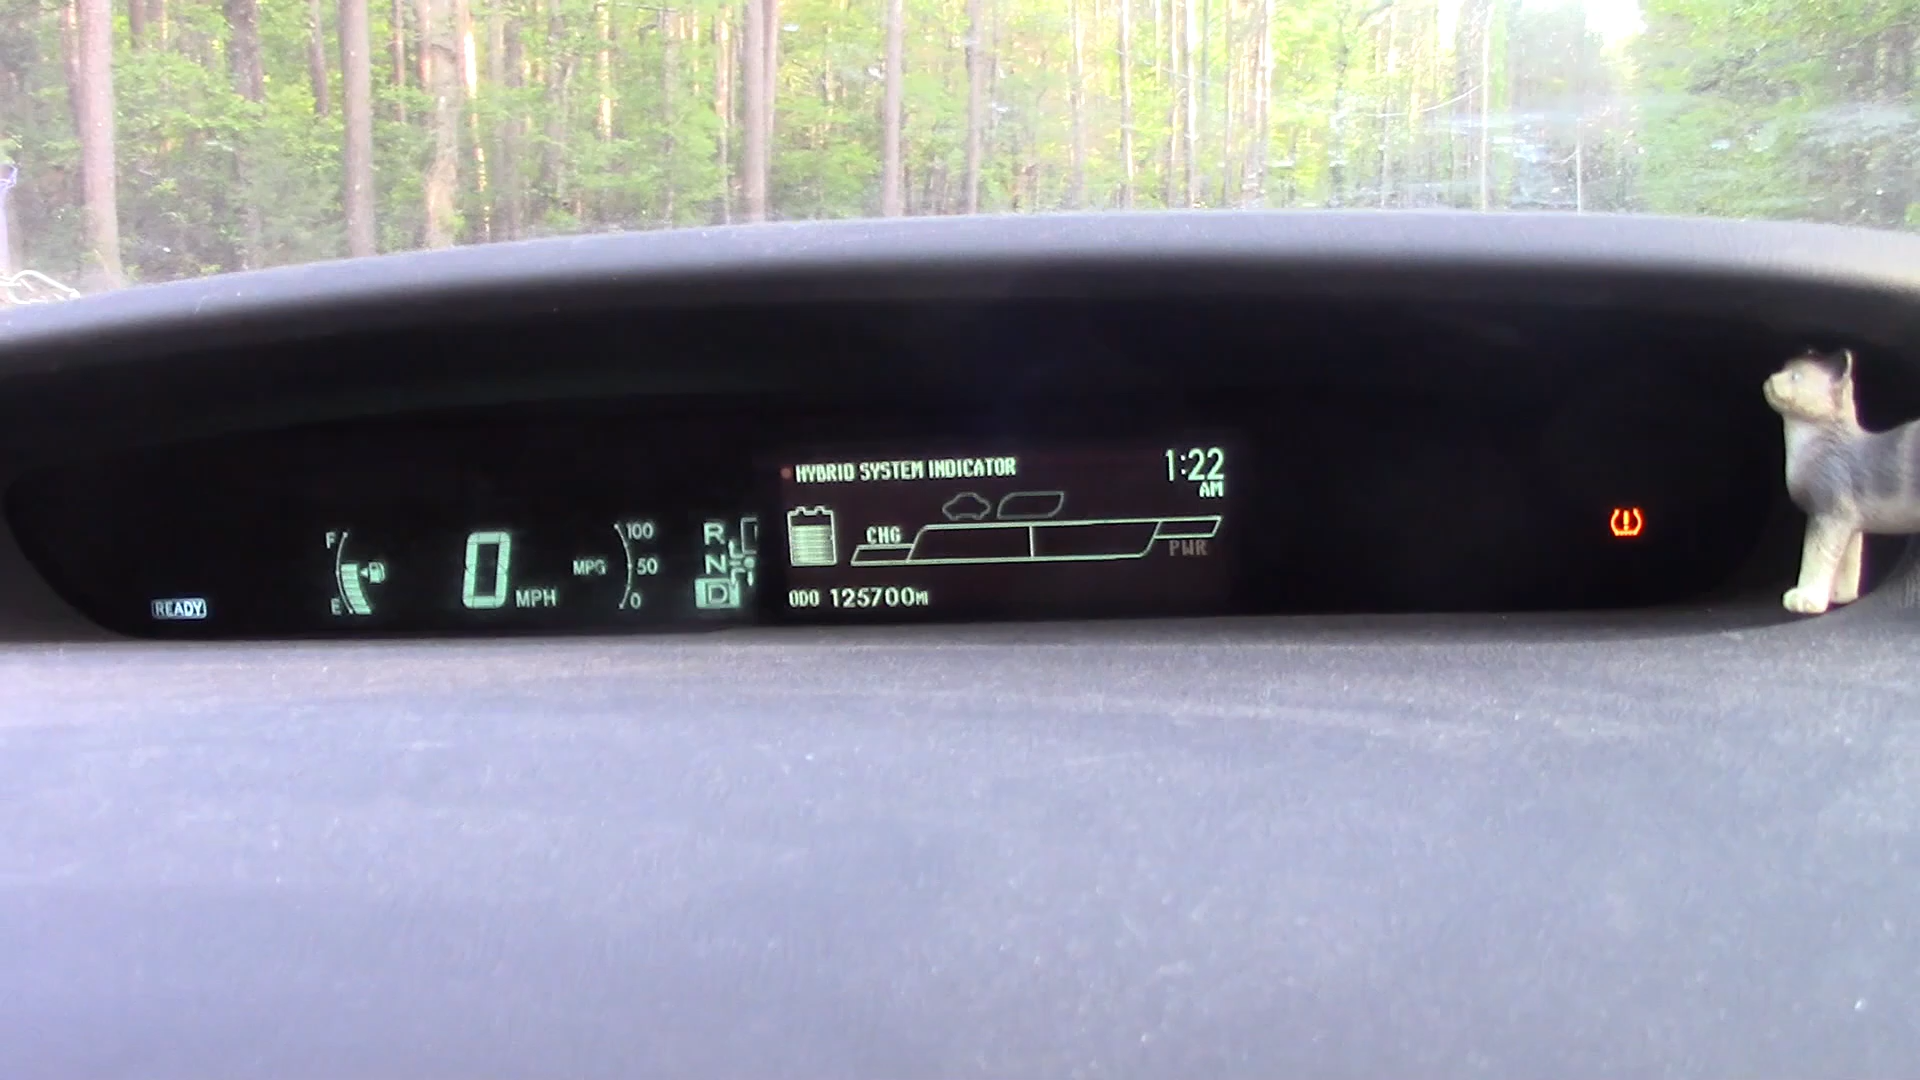 HYBRID SYSTEM INDICATOR
1:22
AM
CHG
PWR
ODO 125700MI
F
E
0 MPH
MPG
100
50
0
R
N
D
READY